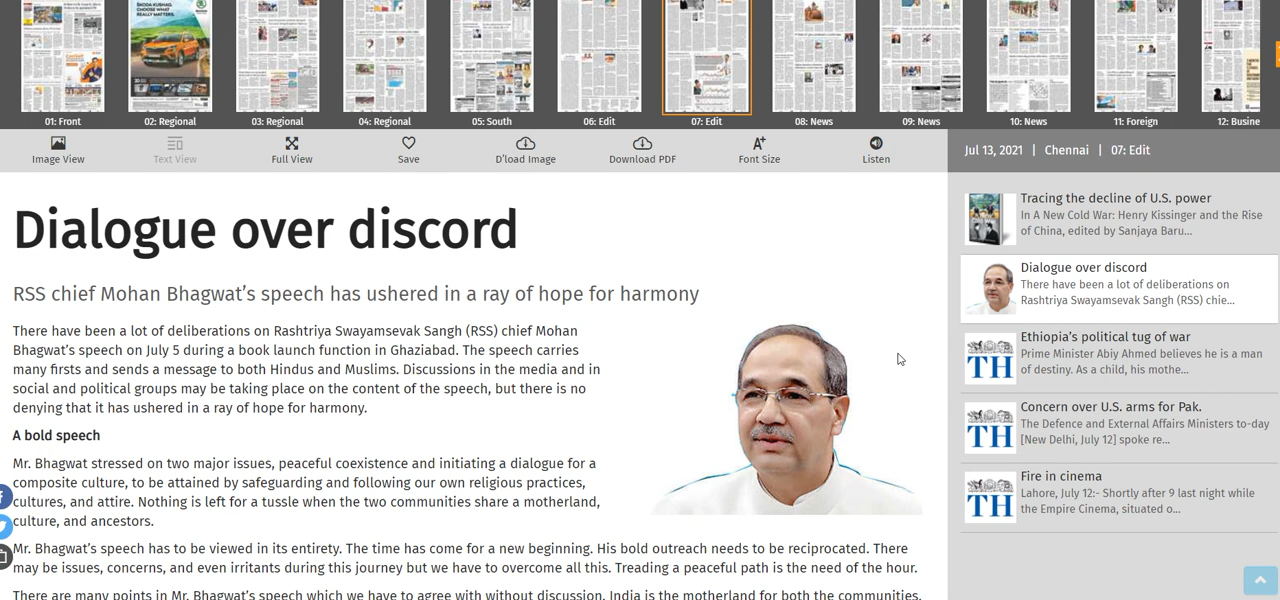 ŠKODA KUSHAQ.
CHOOSE WHAT
REALLY MATTERS.
01: Front
02: Regional
03: Regional
04: Regional
05: South
06: Edit
07: Edit
08: News
09: News
10: News
11: Foreign
12: Busine
Image View
Text View
Full View
Save
D'load Image
Download PDF
A+
Font Size
Listen
Jul 13, 2021 | Chennai | 07: Edit
Dialogue over discord
RSS chief Mohan Bhagwat’s speech has ushered in a ray of hope for harmony
There have been a lot of deliberations on Rashtriya Swayamsevak Sangh (RSS) chief Mohan
Bhagwat’s speech on July 5 during a book launch function in Ghaziabad. The speech carries
many firsts and sends a message to both Hindus and Muslims. Discussions in the media and in
social and political groups may be taking place on the content of the speech, but there is no
denying that it has ushered in a ray of hope for harmony.
A bold speech
Mr. Bhagwat stressed on two major issues, peaceful coexistence and initiating a dialogue for a
composite culture, to be attained by safeguarding and following our own religious practices,
cultures, and attire. Nothing is left for a tussle when the two communities share a motherland,
culture, and ancestors.
Mr. Bhagwat’s speech has to be viewed in its entirety. The time has come for a new beginning. His bold outreach needs to be reciprocated. There
may be issues, concerns, and even irritants during this journey but we have to overcome all this. Treading a peaceful path is the need of the hour.
There are many points in Mr. Bhagwat’s speech which we have to agree with without discussion. India is the motherland for both the communities.
Tracing the decline of U.S. power
In A New Cold War: Henry Kissinger and the Rise
of China, edited by Sanjaya Baru...
Dialogue over discord
There have been a lot of deliberations on
Rashtriya Swayamsevak Sangh (RSS) chie...
TH
Ethiopia’s political tug of war
Prime Minister Abiy Ahmed believes he is a man
of destiny. As a child, his mothe...
TH
Concern over U.S. arms for Pak.
The Defence and External Affairs Ministers to-day
[New Delhi, July 12] spoke re...
TH
Fire in cinema
Lahore, July 12:- Shortly after 9 last night while
the Empire Cinema, situated o...